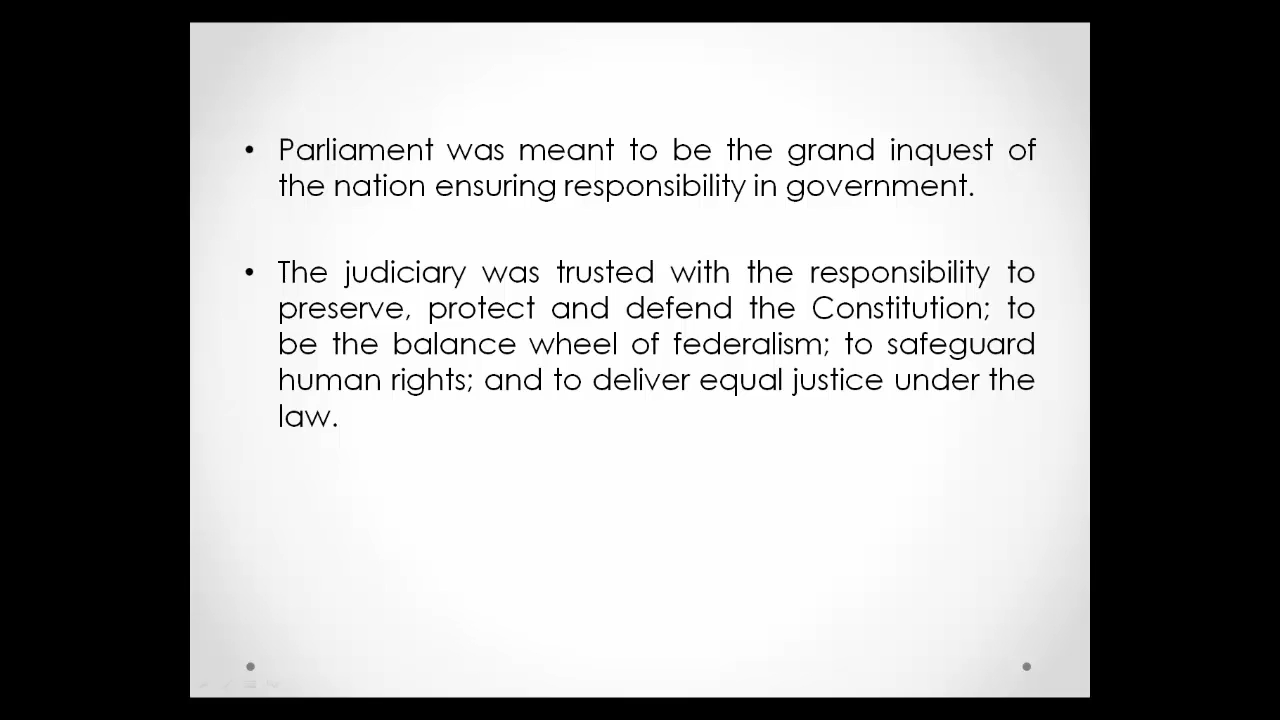 • Parliament was meant to be the grand inquest of
the nation ensuring responsibility in government.
• The judiciary was trusted with the responsibility to
preserve, protect and defend the Constitution; to
be the balance wheel of federalism; to safeguard
human rights; and to deliver equal justice under the
law.